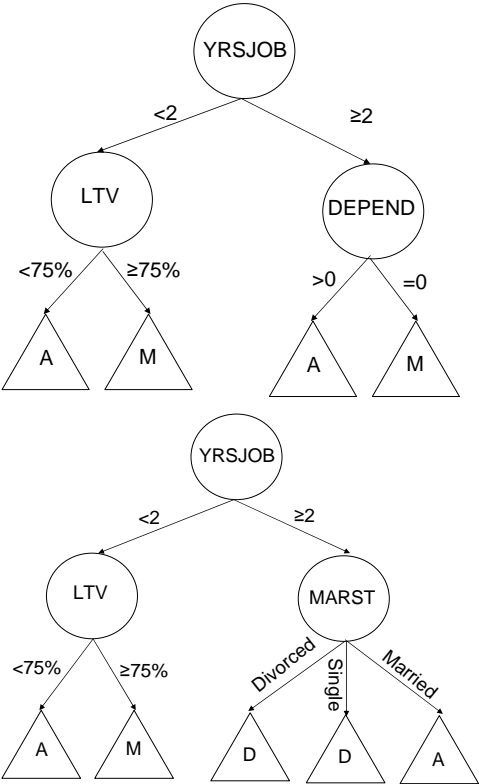 YRSJOB
<2
≥2
LTV
DEPEND
<75%
≥75%
>0
=0
A
M
A
M
YRSJOB
<2
≥2
LTV
MARST
<75%
≥75%
Divorced
Single
Married
A
M
D
D
A